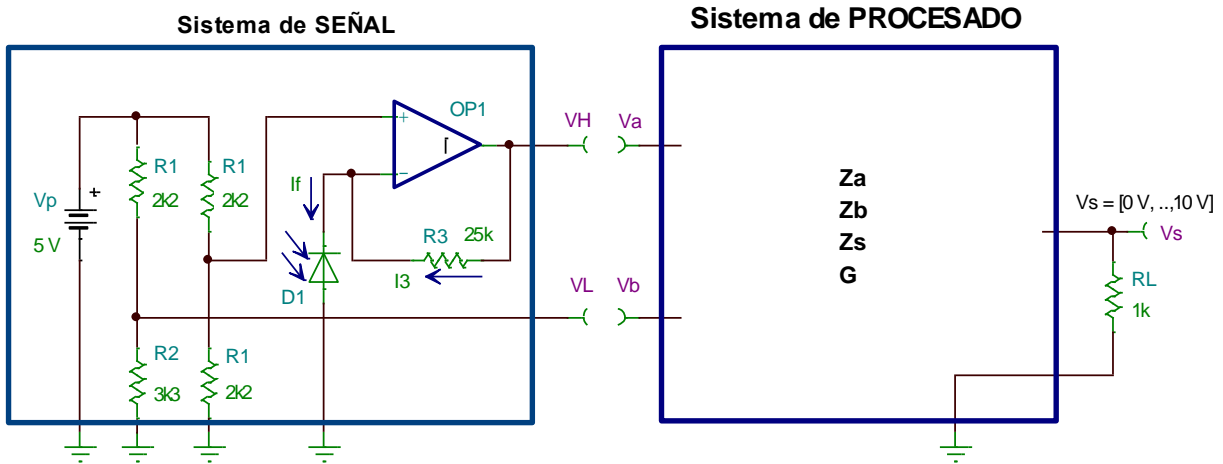 Sistema de SEÑAL
Sistema de PROCESADO
OP1
+
−
VH
Va
R1
2k2
R1
2k2
If
Vp
+
5 V
R3
25k
I3
D1
Za
Zb
Zs
G
Vs = [0 V, ..,10 V]
Vs
VL
Vb
RL
1k
R2
3k3
R1
2k2